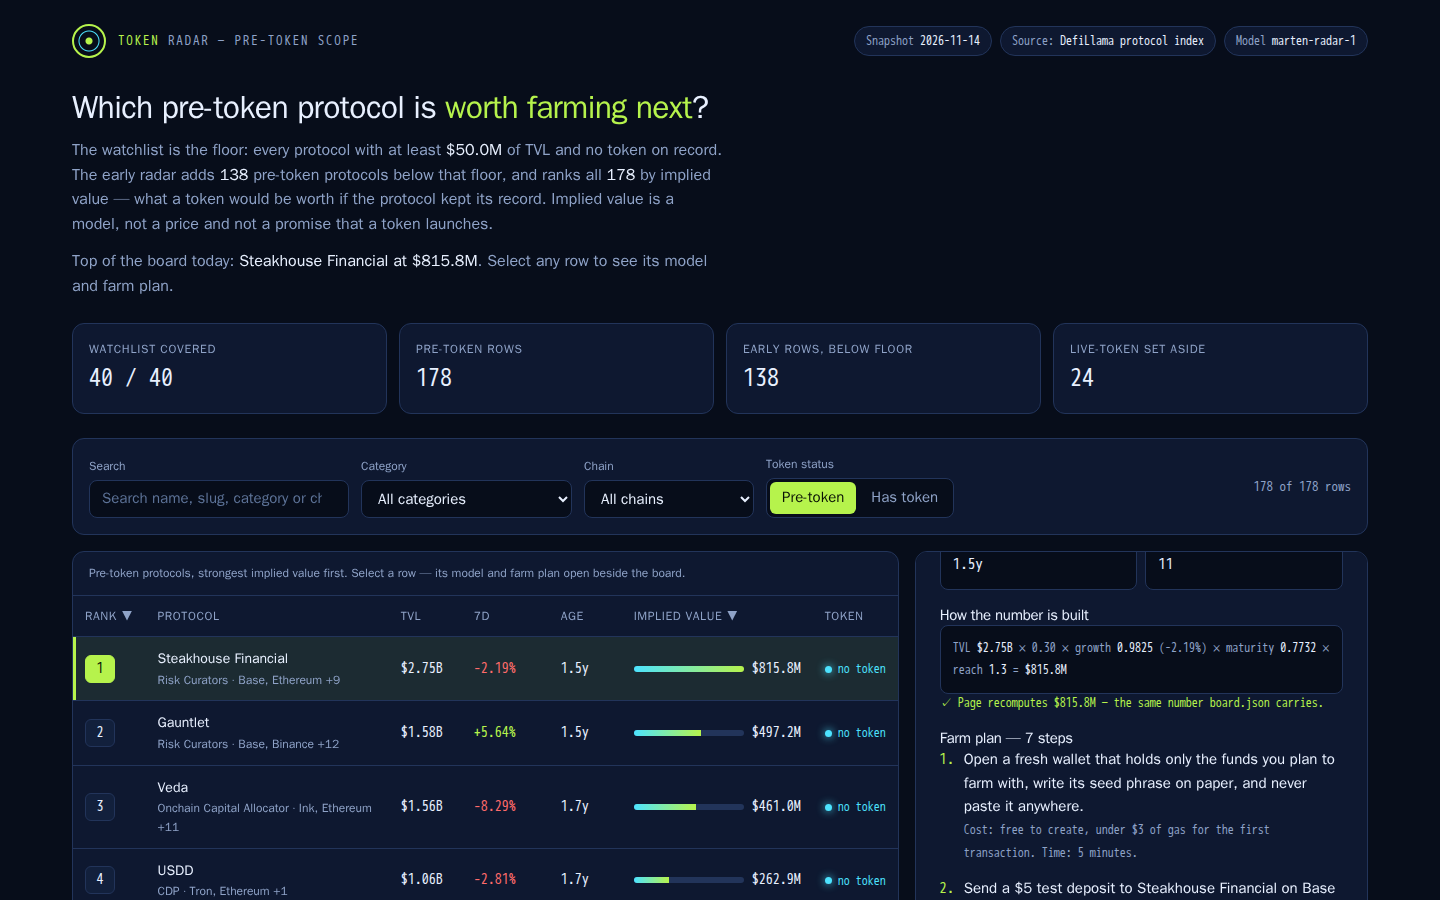 TOKEN RADAR — PRE-TOKEN SCOPE
Snapshot 2026-11-14
Source: DefiLlama protocol index
Model marten-radar-1
Which pre-token protocol is worth farming next?
The watchlist is the floor: every protocol with at least $50.0M of TVL and no token on record.
The early radar adds 138 pre-token protocols below that floor, and ranks all 178 by implied
value — what a token would be worth if the protocol kept its record. Implied value is a
model, not a price and not a promise that a token launches.
Top of the board today: Steakhouse Financial at $815.8M. Select any row to see its model
and farm plan.
WATCHLIST COVERED
40 / 40
PRE-TOKEN ROWS
178
EARLY ROWS, BELOW FLOOR
138
LIVE-TOKEN SET ASIDE
24
Search
Search name, slug, category or ch
Category
All categories
Chain
All chains
Token status
Pre-token
Has token
178 of 178 rows
Pre-token protocols, strongest implied value first. Select a row — its model and farm plan open beside the board.
RANK ▼ PROTOCOL TVL 7D AGE IMPLIED VALUE ▼ TOKEN
1 Steakhouse Financial $2.75B -2.19% 1.5y $815.8M no token
Risk Curators · Base, Ethereum +9
2 Gauntlet $1.58B +5.64% 1.5y $497.2M no token
Risk Curators · Base, Binance +12
3 Veda $1.56B -8.29% 1.7y $461.0M no token
Onchain Capital Allocator · Ink, Ethereum
+11
4 USDD $1.06B -2.81% 1.7y $262.9M no token
CDP · Tron, Ethereum +1
1.5y
11
How the number is built
TVL $2.75B × 0.30 × growth 0.9825 (-2.19%) × maturity 0.7732 ×
reach 1.3 = $815.8M
✓ Page recomputes $815.8M — the same number board.json carries.
Farm plan — 7 steps
1. Open a fresh wallet that holds only the funds you plan to
farm with, write its seed phrase on paper, and never
paste it anywhere.
Cost: free to create, under $3 of gas for the first
transaction. Time: 5 minutes.
2. Send a $5 test deposit to Steakhouse Financial on Base